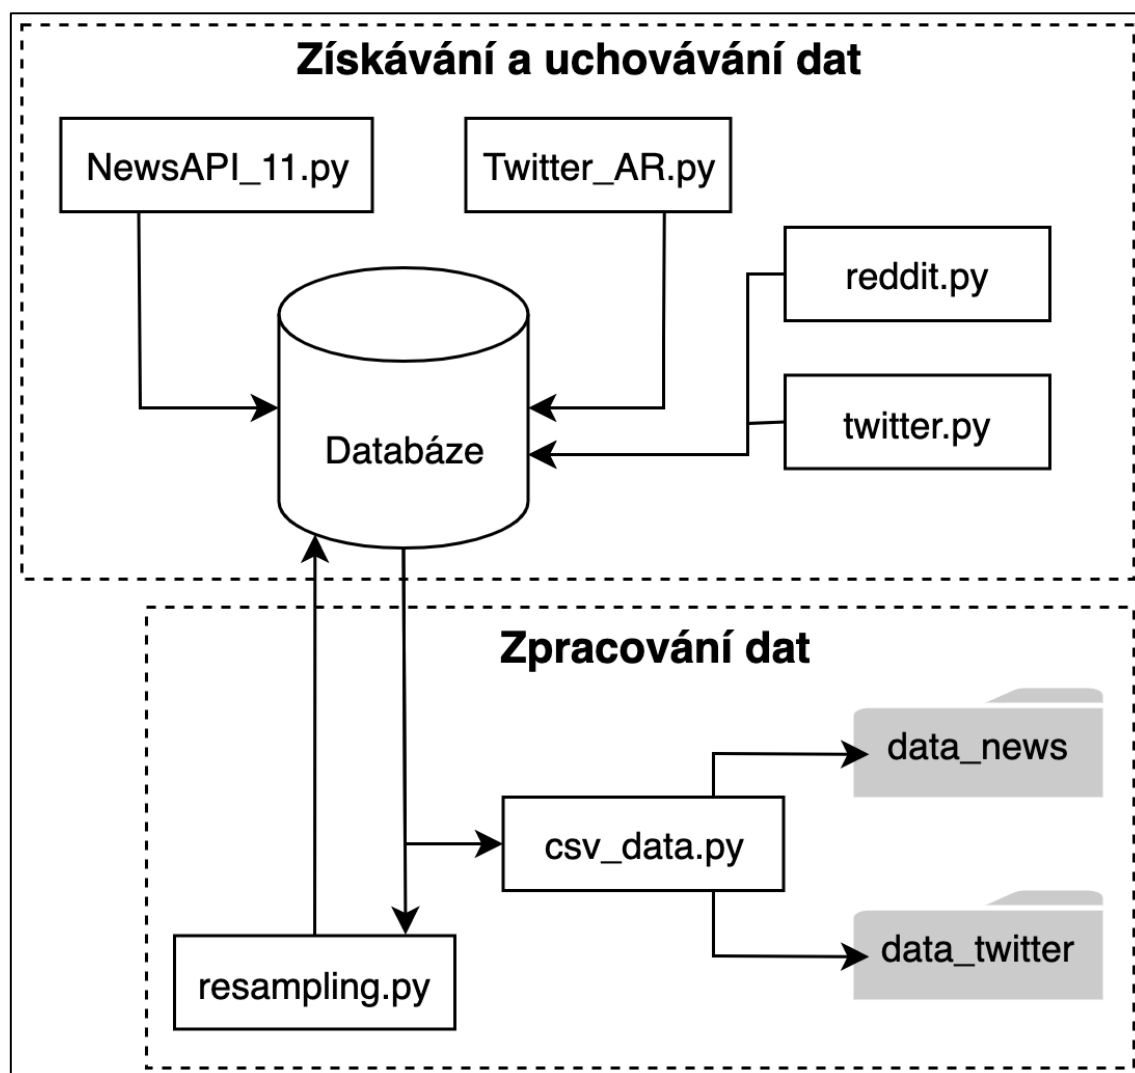 Získávání a uchovávání dat
NewsAPI_11.py
Twitter_AR.py
reddit.py
twitter.py
Databáze
Zpracování dat
data_news
csv_data.py
data_twitter
resampling.py